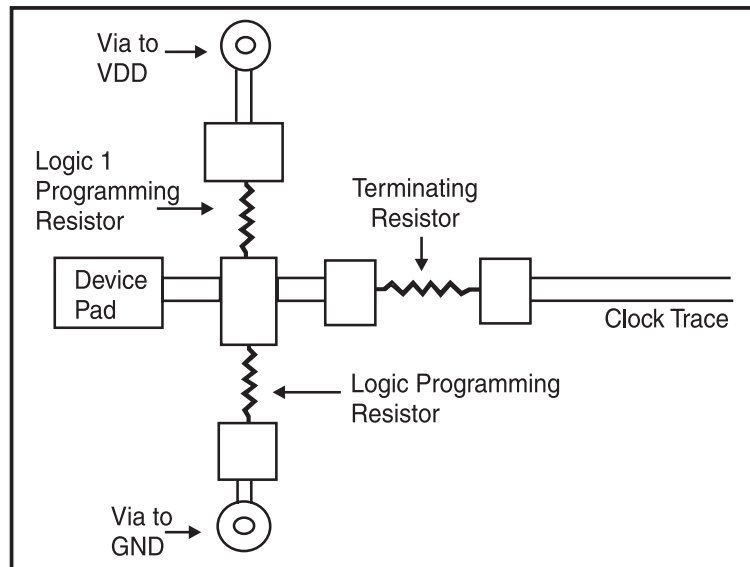 Via to
VDD
Logic 1
Programming
Resistor
Terminating
Resistor
Device
Pad
Clock Trace
Logic Programming
Resistor
Via to
GND